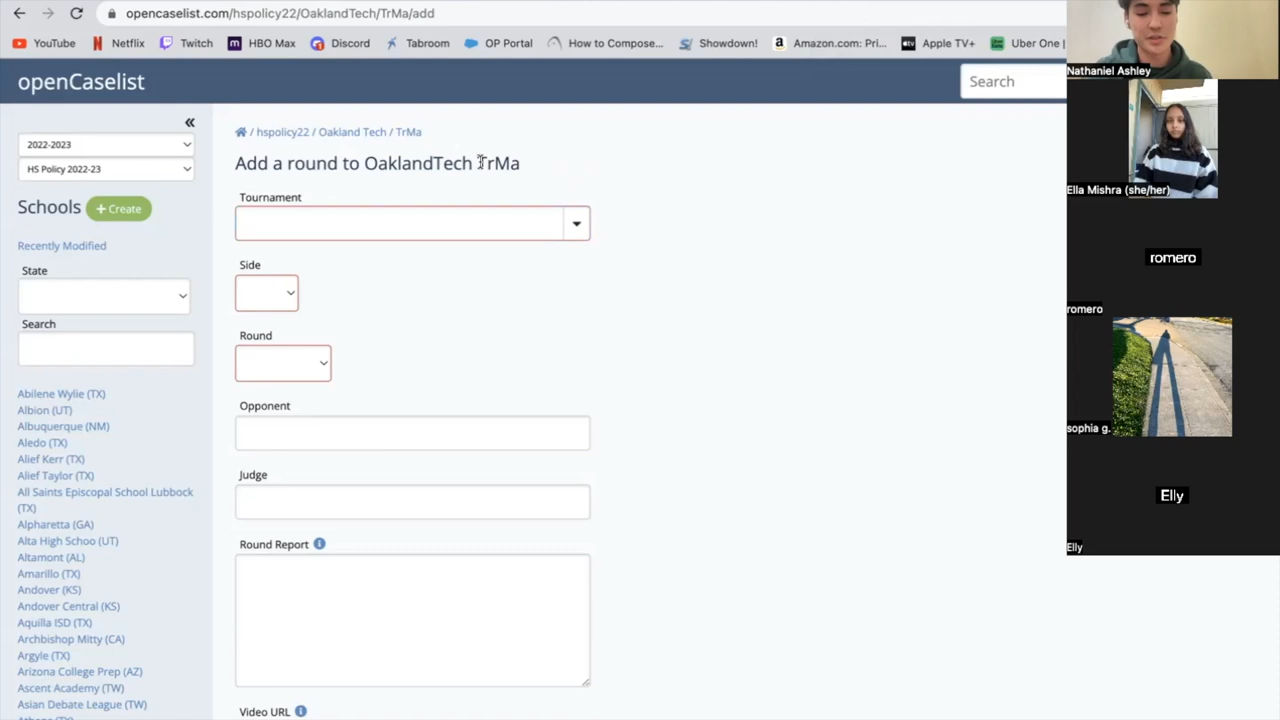 opencaselist.com/hspolicy22/OaklandTech/TrMa/add
YouTube Netflix Twitch HBO Max Discord Tabroom OP Portal How to Compose... Showdown! Amazon.com: Pri... Apple TV+ Uber One |
openCaselist
Search
«
2022-2023
HS Policy 2022-23
Schools + Create
Recently Modified
State
Search
Abilene Wylie (TX)
Albion (UT)
Albuquerque (NM)
Aledo (TX)
Alief Kerr (TX)
Alief Taylor (TX)
All Saints Episcopal School Lubbock
(TX)
Alpharetta (GA)
Alta High Schoo (UT)
Altamont (AL)
Amarillo (TX)
Andover (KS)
Andover Central (KS)
Aquilla ISD (TX)
Archbishop Mitty (CA)
Argyle (TX)
Arizona College Prep (AZ)
Ascent Academy (TW)
Asian Debate League (TW)
/ hspolicy22 / Oakland Tech / TrMa
Add a round to OaklandTech TrMa
Tournament
Side
Round
Opponent
Judge
Round Report
Video URL
Nathaniel Ashley
Ella Mishra (she/her)
romero
romero
sophia g.
Elly
Elly